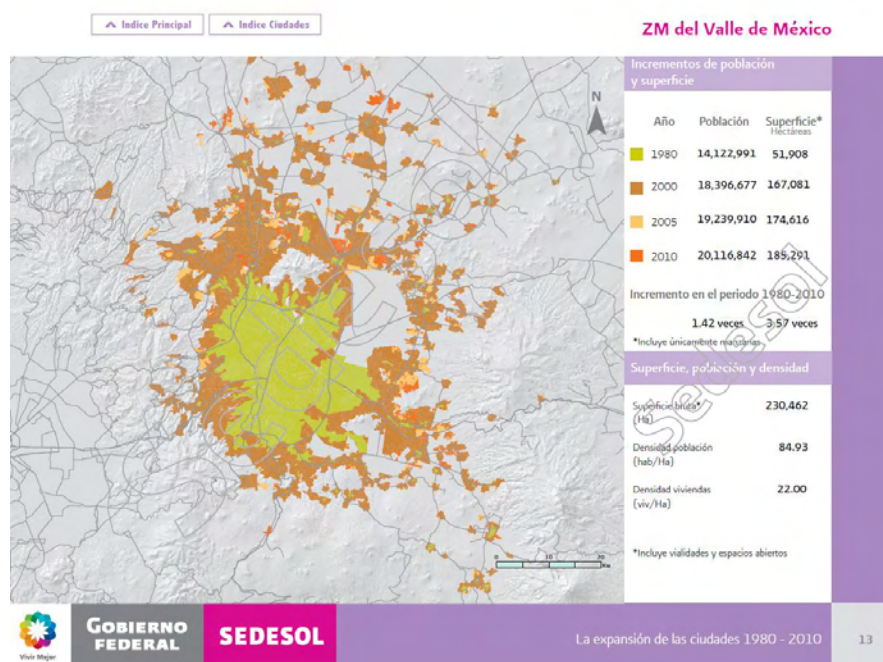 Indice Principal
Indice Ciudades
ZM del Valle de México
Incrementos de población
y superficie
N
Año Población Superficie*
Hectáreas
1980 14,122,991 51,908
2000 18,396,677 167,081
2005 19,239,910 174,616
2010 20,116,842 185,291
Incremento en el periodo 1980-2010
1.42 veces 3.57 veces
*Incluye únicamente manzanas
Superficie, población y densidad
Superficie bruta* 230,462
(Ha)
Densidad población 84.93
(hab/Ha)
Densidad viviendas 22.00
(viv/Ha)
*Incluye vialidades y espacios abiertos
0 10 20
Km
Sedesol
Vivir Mejor
GOBIERNO
FEDERAL
SEDESOL
La expansión de las ciudades 1980 - 2010
13